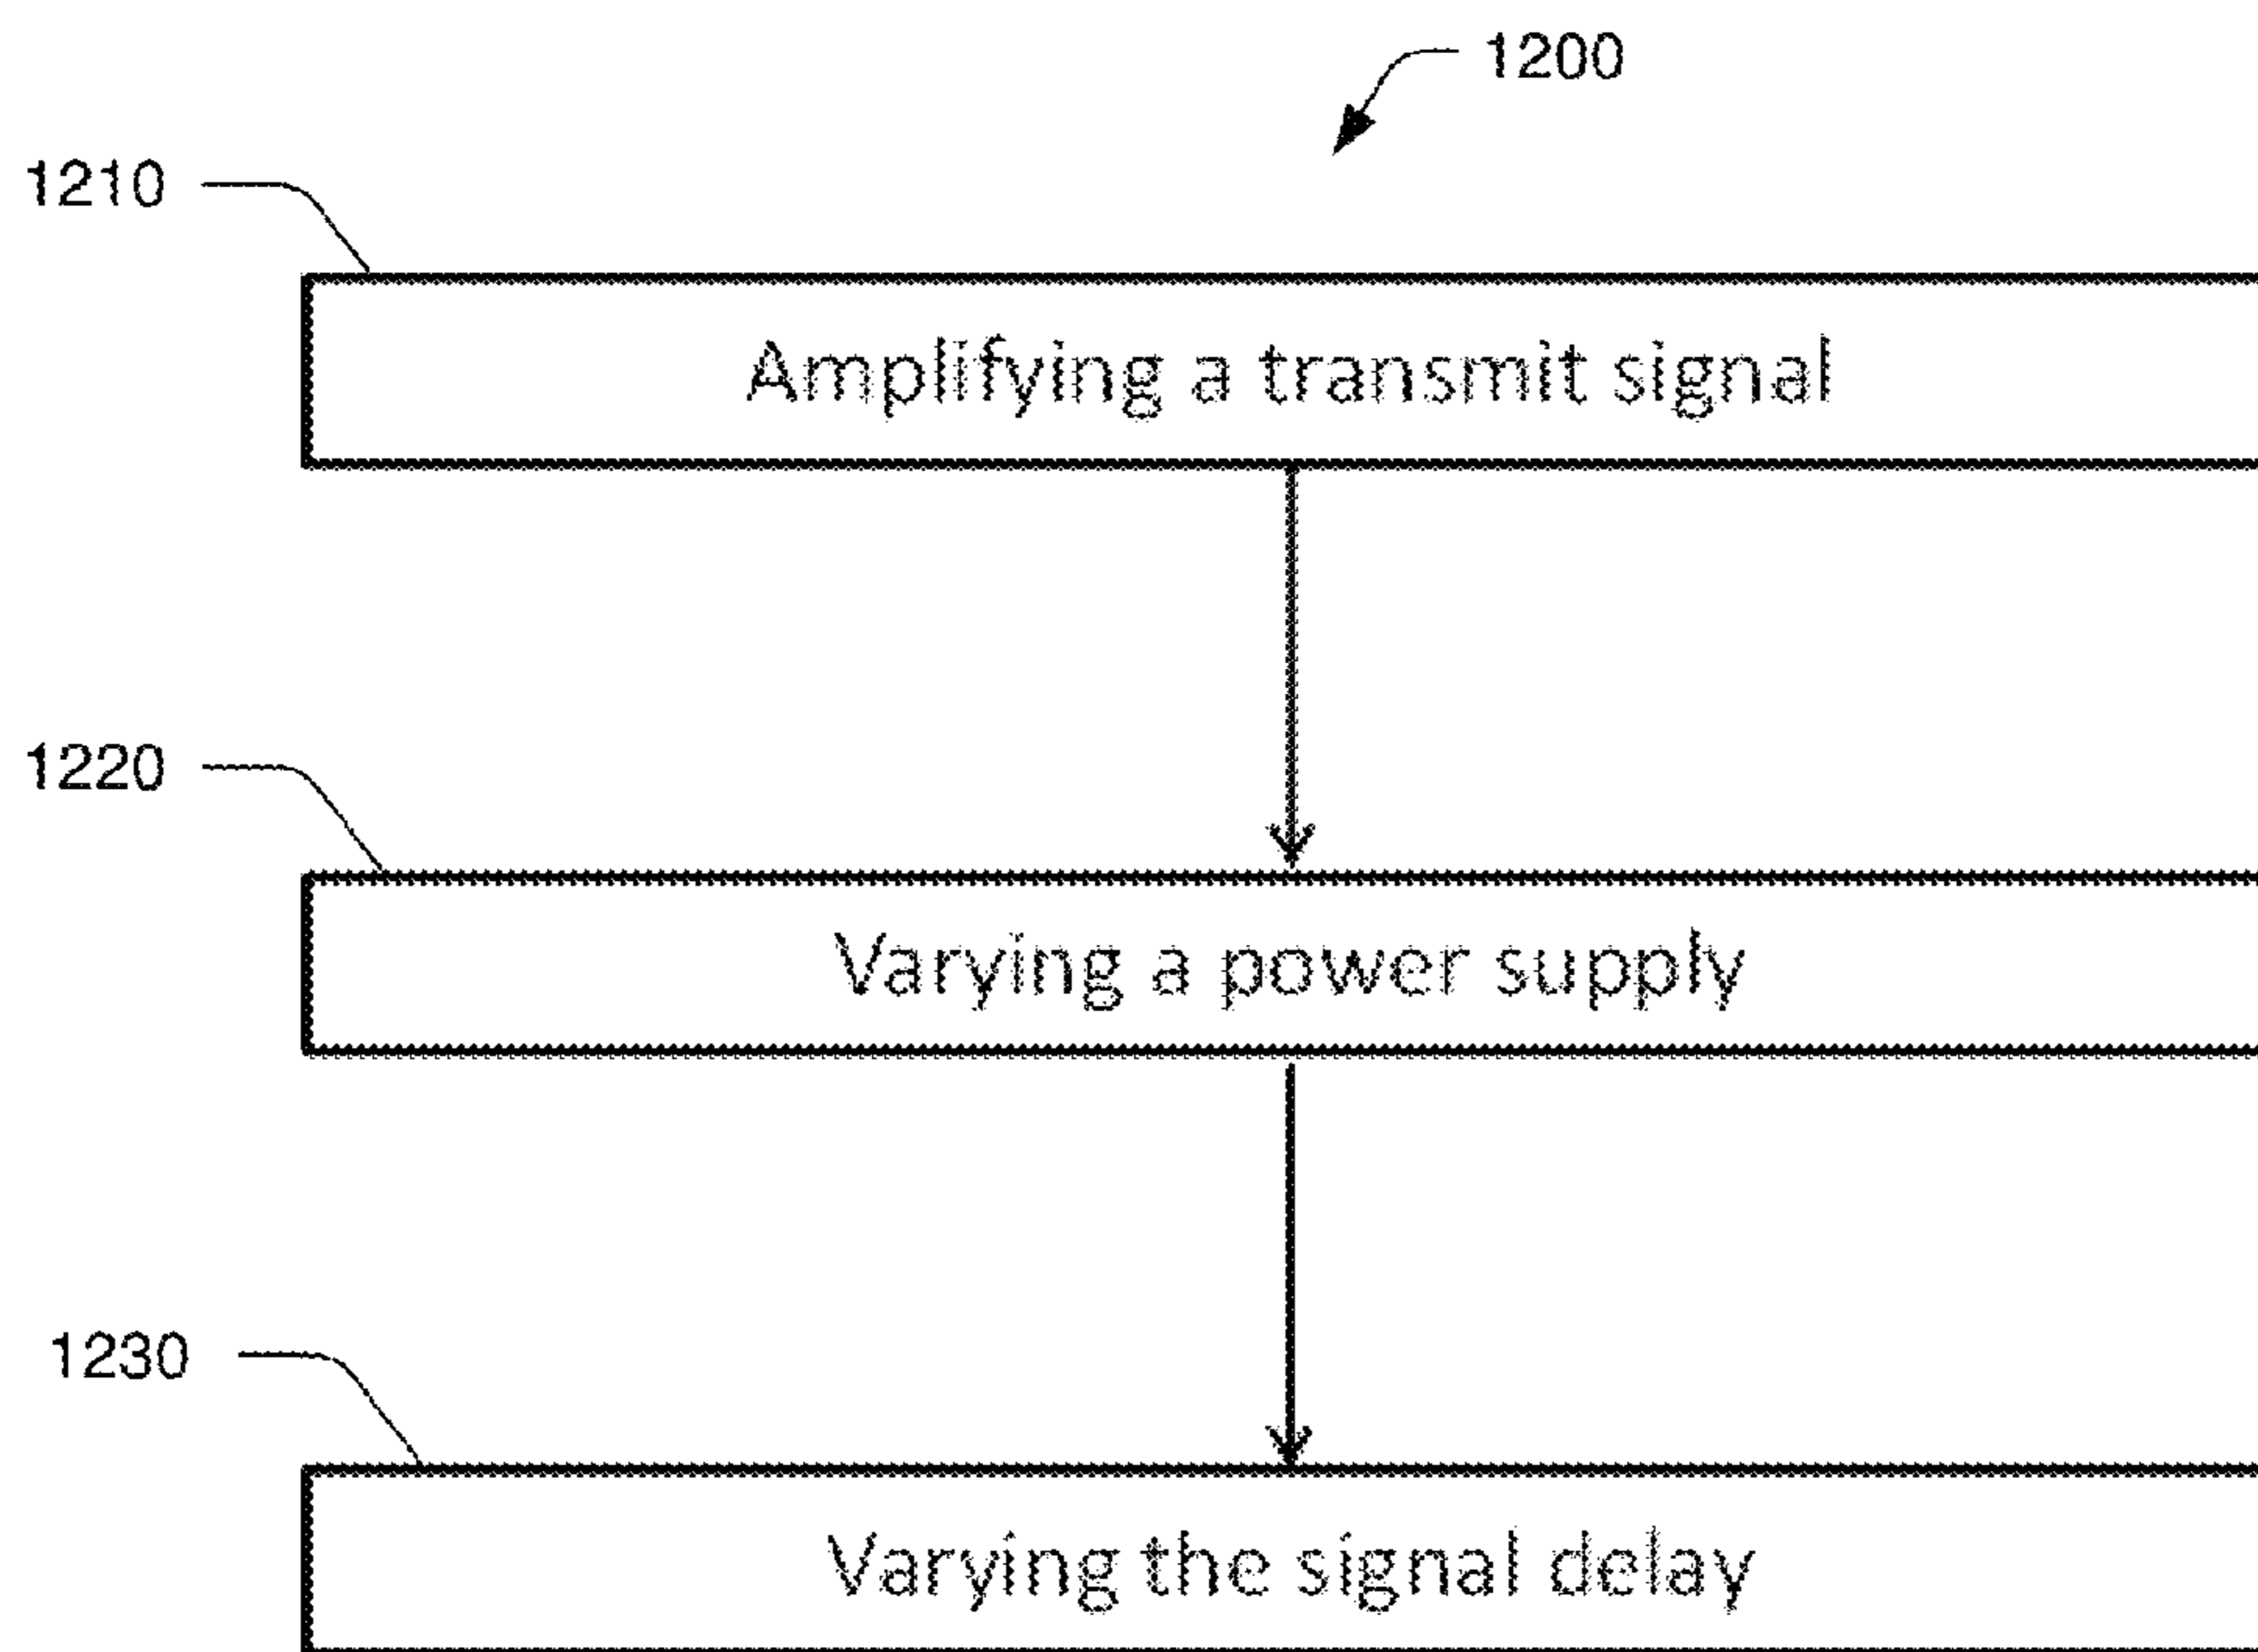 1200
1210
Amplifying a transmit signal
1220
Varying a power supply
1230
Varying the signal delay